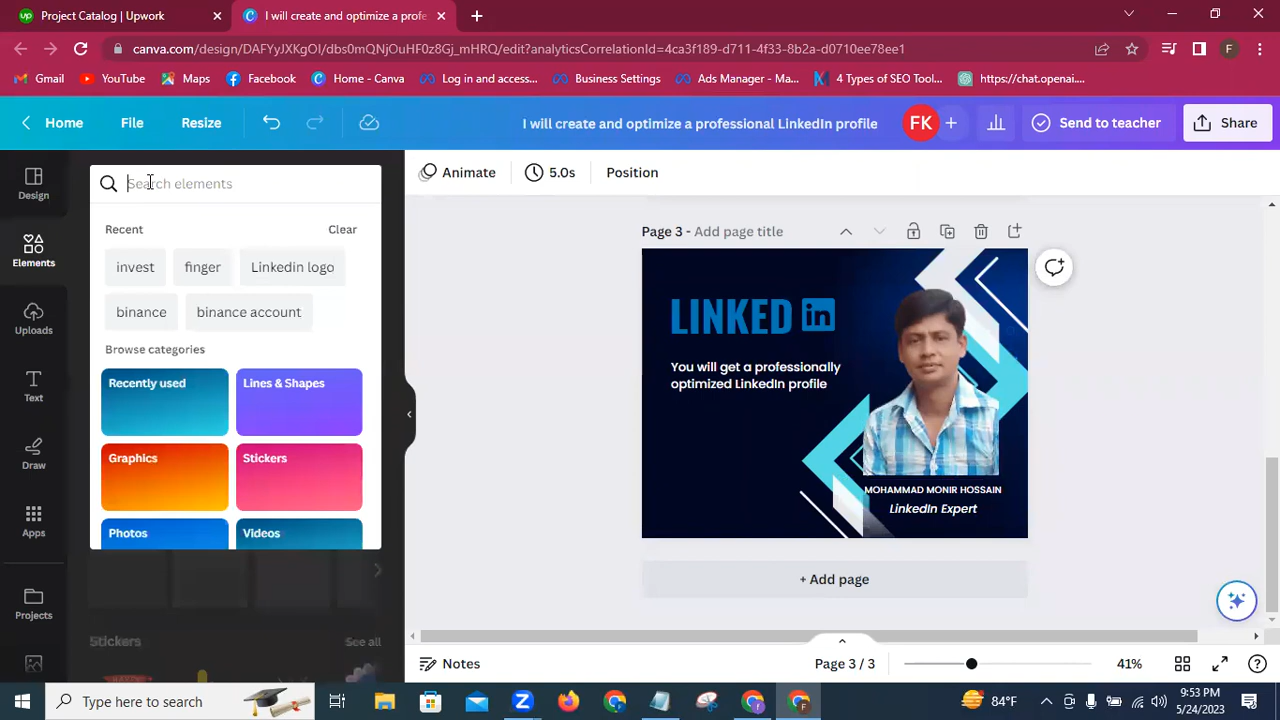 Project Catalog | Upwork
I will create and optimize a profe
canva.com/design/DAFYyJXKgOI/dbs0mQNjOuHF0z8Gj_mHRQ/edit?analyticsCorrelationId=4ca3f189-d711-4f33-8b2a-d0710ee78ee1
Gmail YouTube Maps Facebook Home - Canva Log in and access... Business Settings Ads Manager - Ma... 4 Types of SEO Tool... https://chat.openai....
Home File Resize I will create and optimize a professional LinkedIn profile FK Send to teacher Share
Animate 5.0s Position
Design
Elements
Uploads
Text
Draw
Apps
Projects
Search elements
Recent Clear
invest finger Linkedin logo
binance binance account
Browse categories
Recently used Lines & Shapes
Graphics Stickers
Photos Videos
Stickers See all
Page 3 - Add page title
LINKED in
You will get a professionally
optimized LinkedIn profile
MOHAMMAD MONIR HOSSAIN
LinkedIn Expert
+ Add page
Notes Page 3 / 3 41%
Type here to search
84°F
9:53 PM
5/24/2023